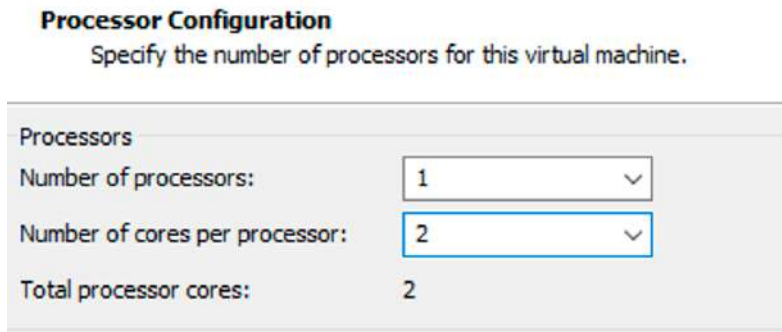 Processor Configuration
Specify the number of processors for this virtual machine.
Processors
Number of processors: 1
Number of cores per processor: 2
Total processor cores: 2